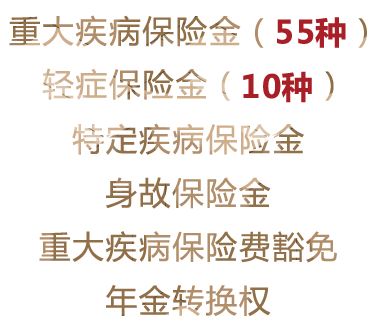 重大疾病保险金（55种）
轻症保险金（10种）
特定疾病保险金
身故保险金
重大疾病保险费豁免
年金转换权